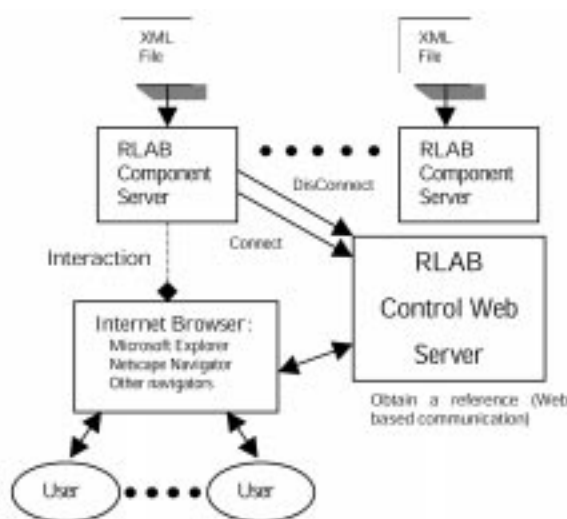 XML
File
XML
File
RLAB
Component
Server
RLAB
Component
Server
DisConnect
Connect
Interaction
RLAB
Control Web
Server
Internet Browser:
Microsoft Explorer
Netscape Navigator
Other navigators
Obtain a reference (Web
based communication)
User
User